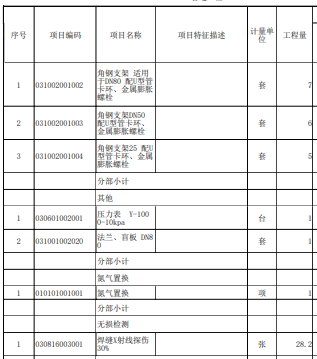 序号 项目编码 项目名称 项目特征描述 计量单 工程量
位
角钢支架 适用
1 031002001002 于DN80 配U型管 套 7
卡环、金属膨胀
螺栓
角钢支架DN50
2 031002001003 配U型管卡环、 套 6
金属膨胀螺栓
角钢支架25 配U
3 031002001004 型管卡环、金属 套 5
膨胀螺栓
分部小计
其他
1 030601002001 压力表 Y-100 台 1
0-10kpa
2 031001002020 法兰、盲板 DN8 套 1
0
分部小计
氮气置换
1 010101001001 氮气置换 项 1
分部小计
无损检测
1 030816003001 焊缝X射线探伤 张 28.2
30%